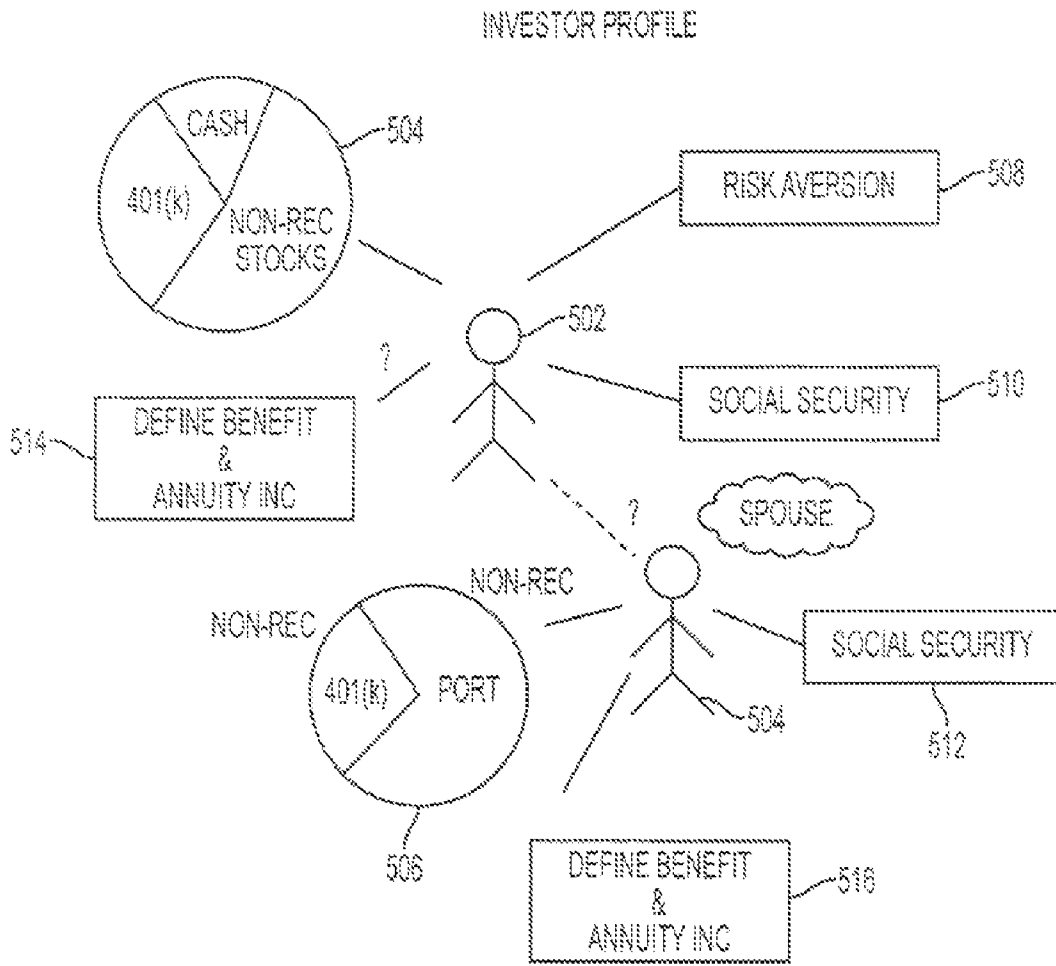 INVESTOR PROFILE
CASH
504
401(k)
NON-REC
STOCKS
RISK AVERSION
508
502
?
SOCIAL SECURITY
510
514
DEFINE BENEFIT
&
ANNUITY INC
?
SPOUSE
NON-REC
NON-REC
401(k)
PORT
SOCIAL SECURITY
504
512
506
DEFINE BENEFIT
&
ANNUITY INC
516